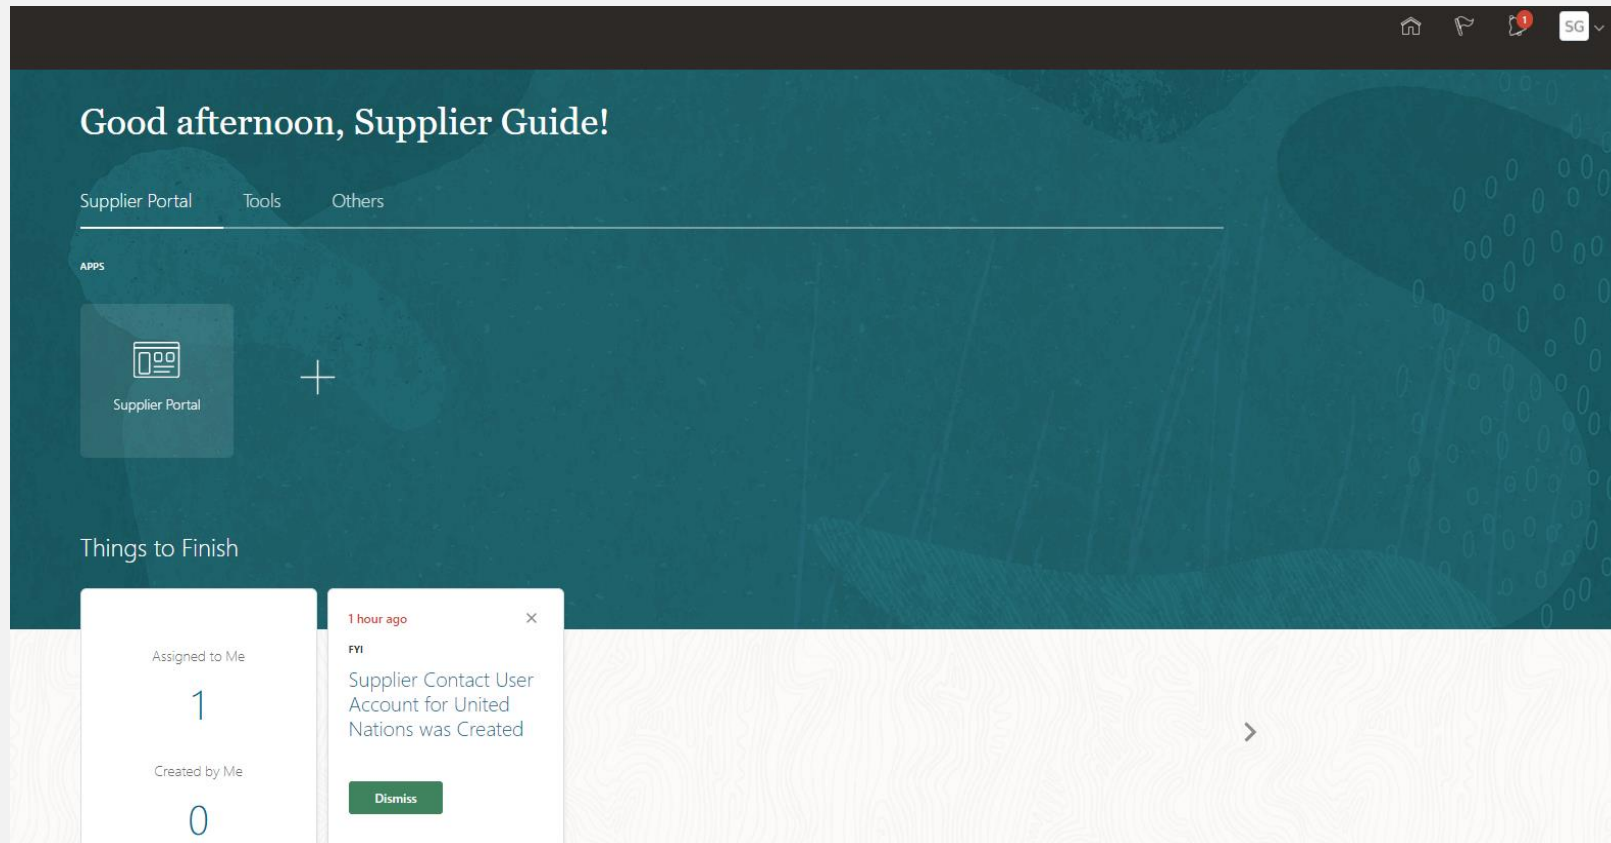 1
SG
Good afternoon, Supplier Guide!
Supplier Portal
Tools
Others
APPS
Supplier Portal
Things to Finish
Assigned to Me
1
Created by Me
0
1 hour ago
FYI
Supplier Contact User
Account for United
Nations was Created
Dismiss